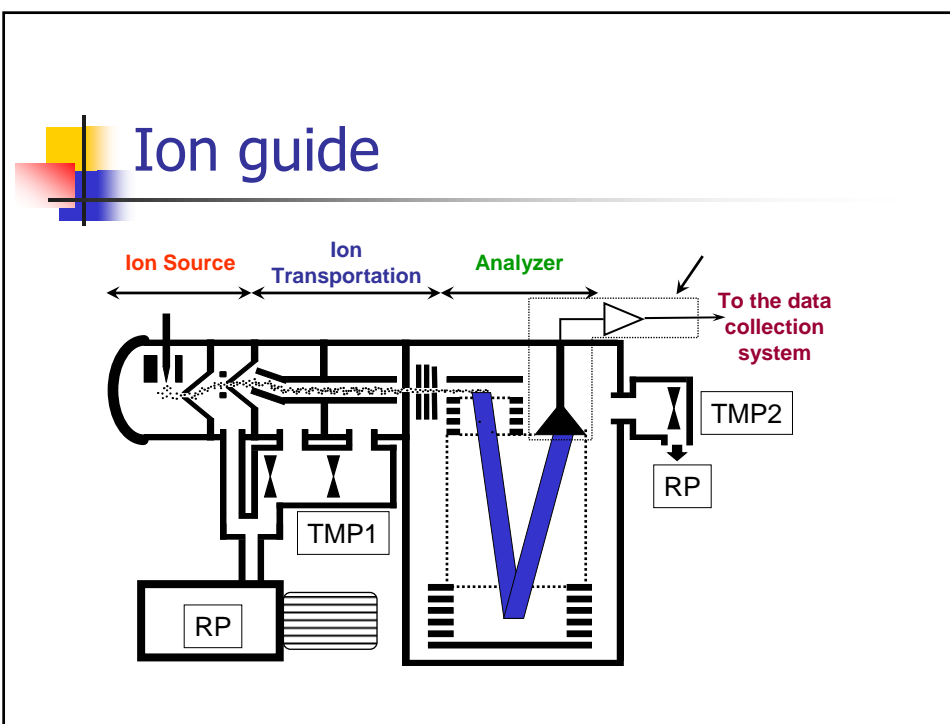 Ion guide
Ion Source
Ion
Transportation
Analyzer
To the data
collection
system
TMP2
RP
TMP1
RP